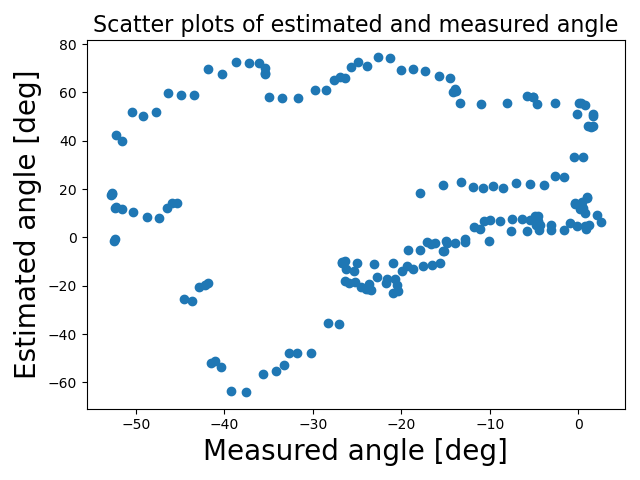 Scatter plots of estimated and measured angle
80
60
40
20
0
−20
−40
−60
Estimated angle [deg]
−50 −40 −30 −20 −10 0
Measured angle [deg]